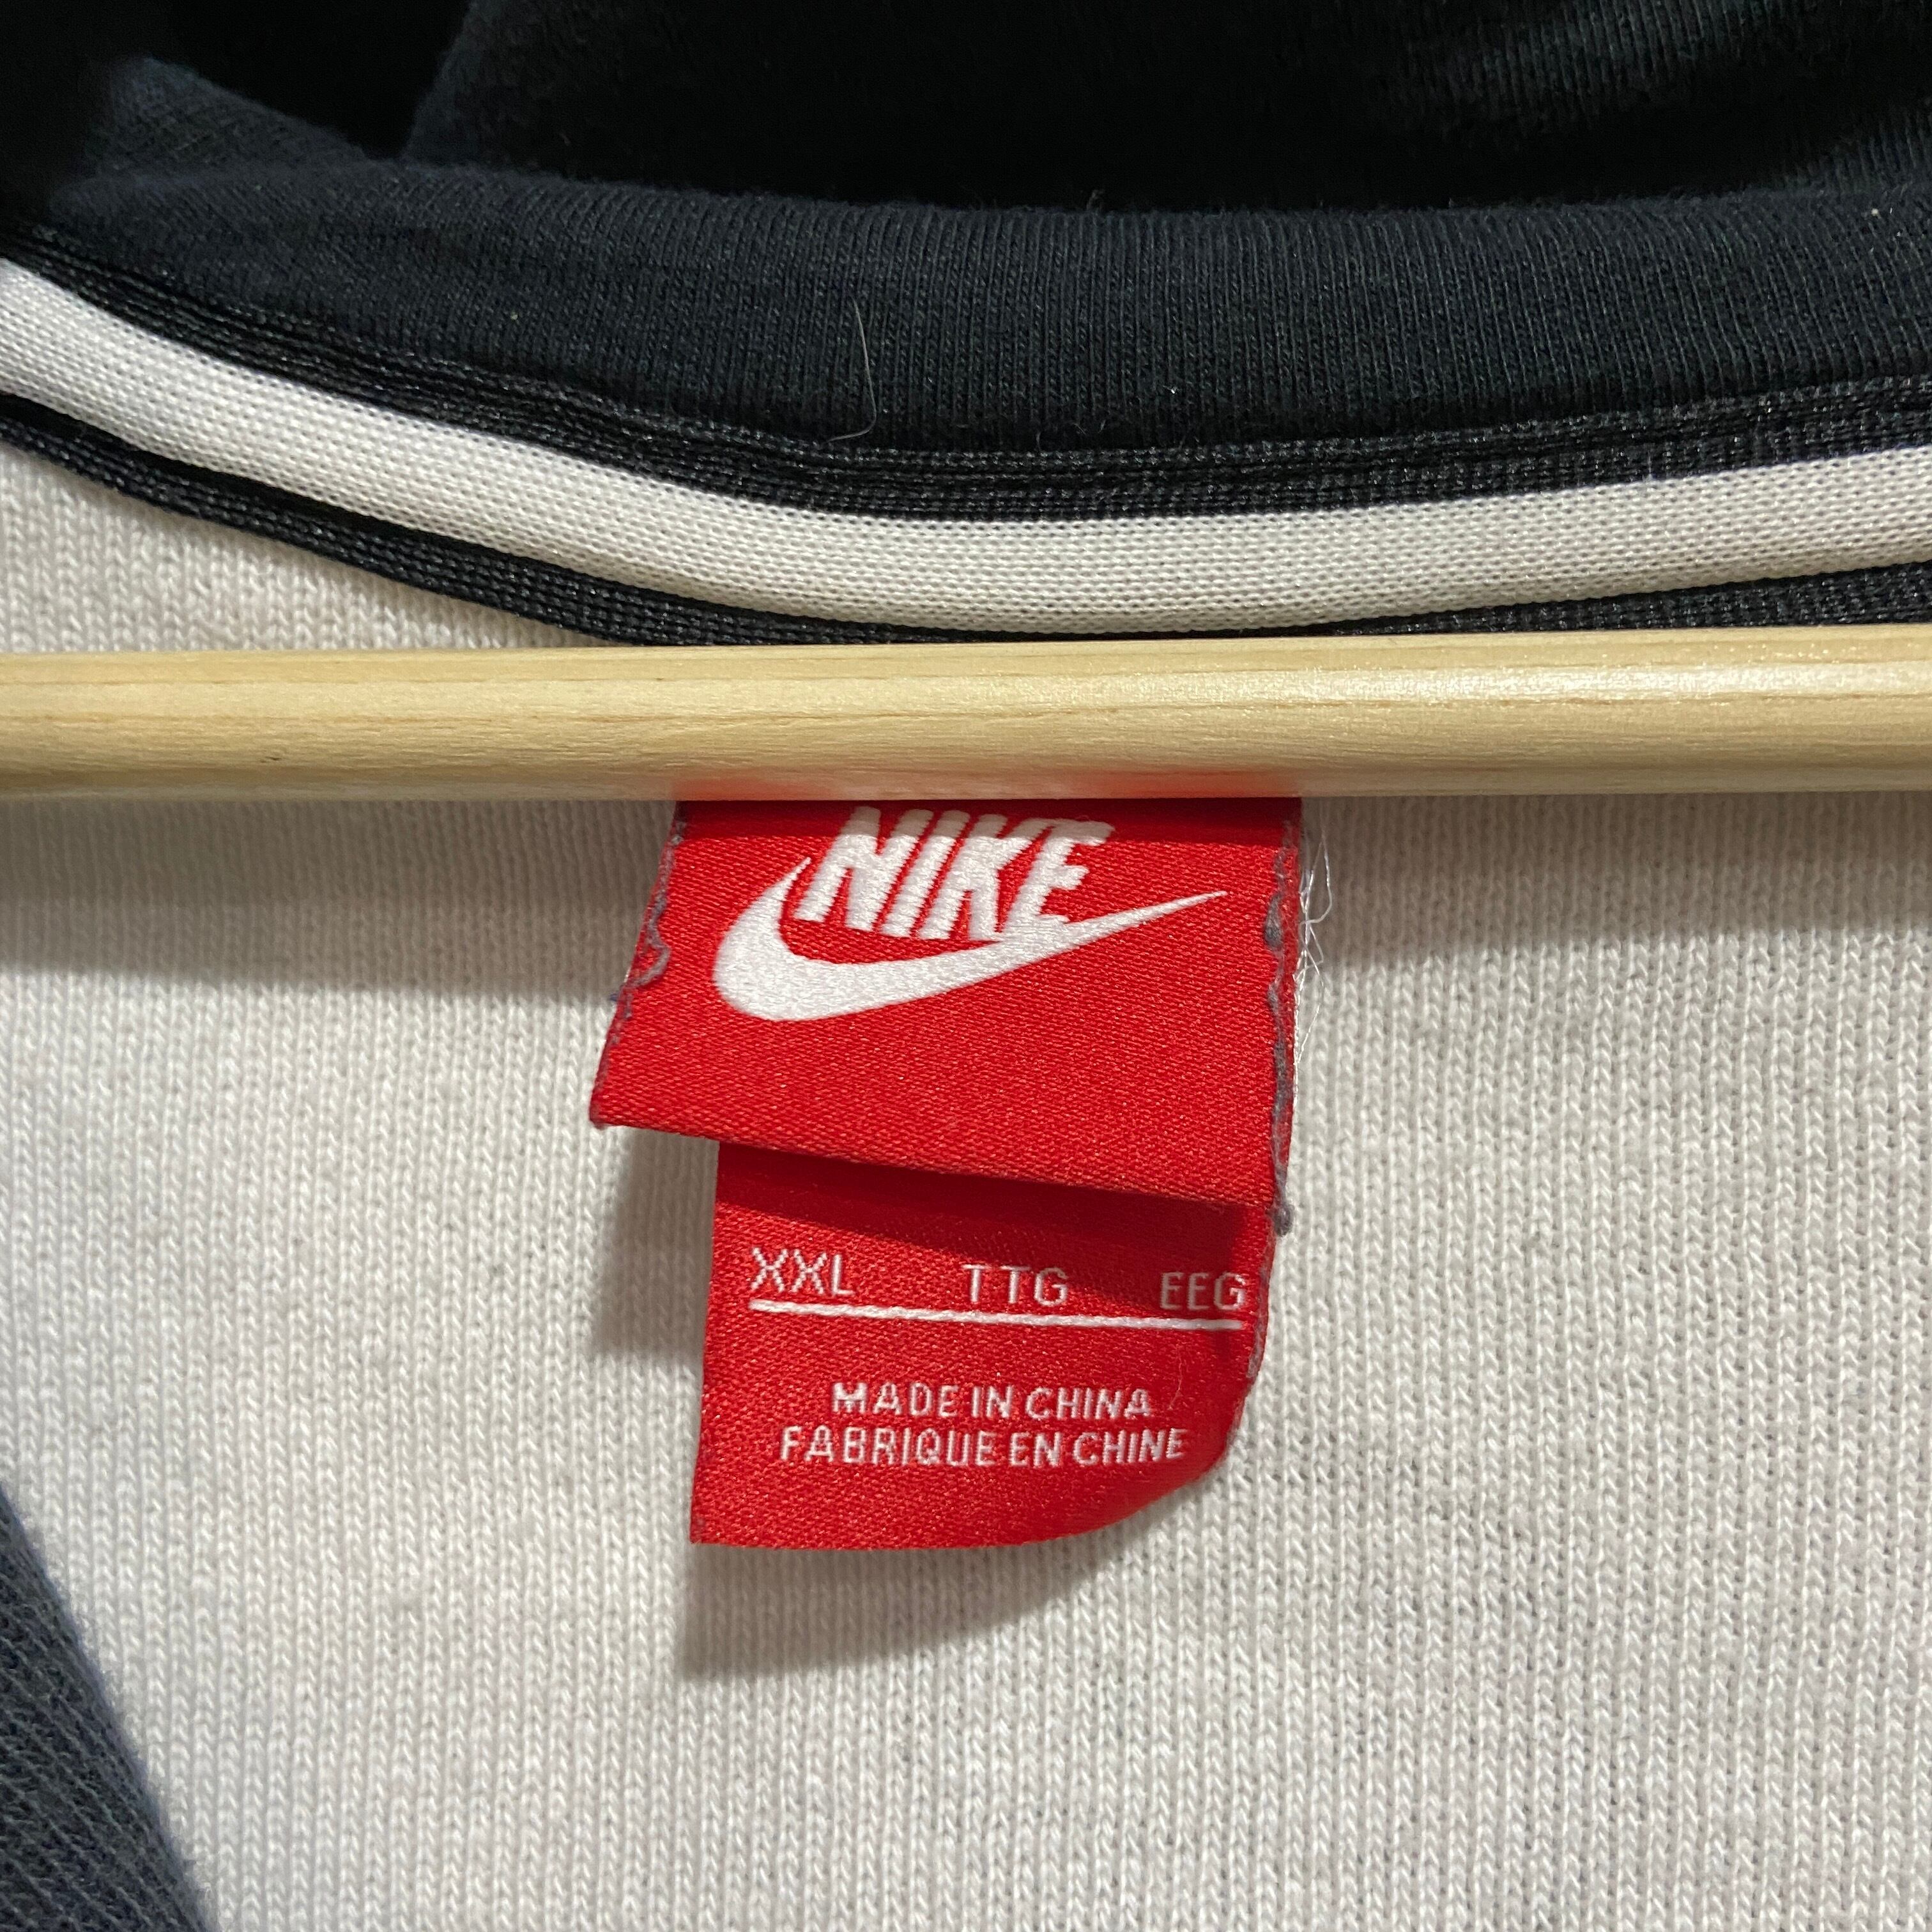 NIKE
XXL TTG EEG
MADE IN CHINA
FABRIQUE EN CHINE